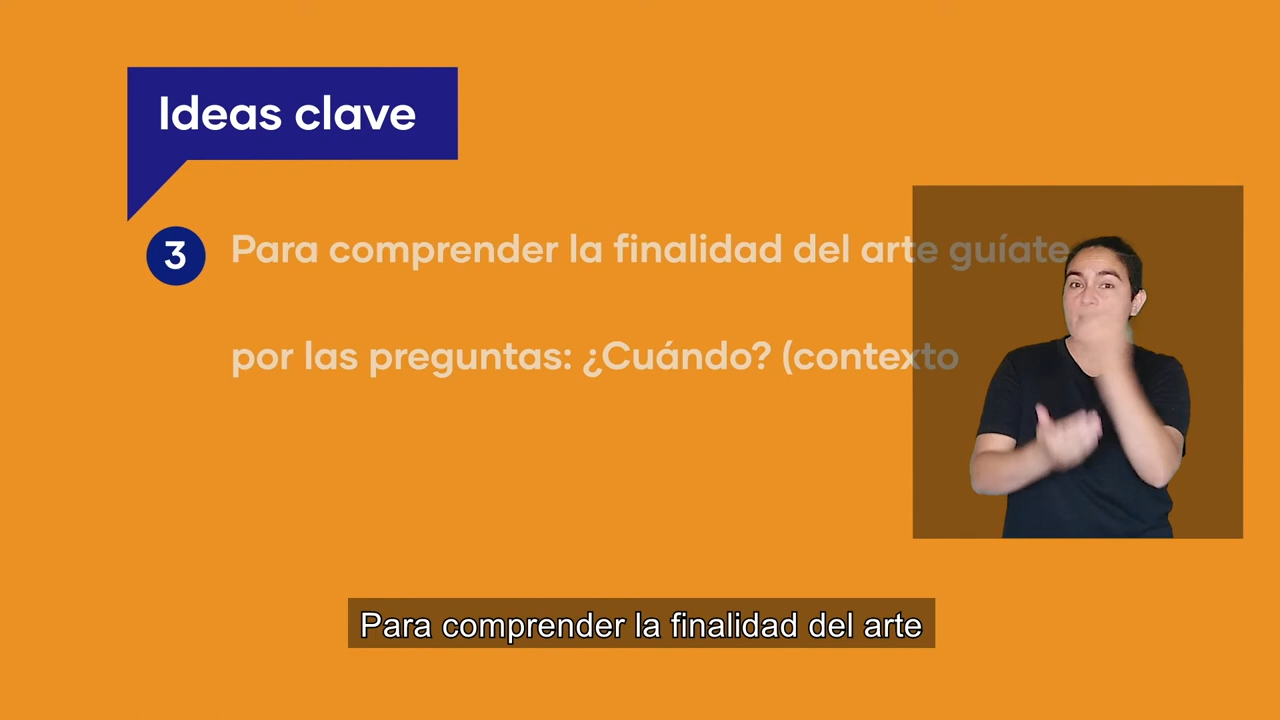 Ideas clave
3 Para comprender la finalidad del arte guíate
por las preguntas: ¿Cuándo? (contexto
Para comprender la finalidad del arte